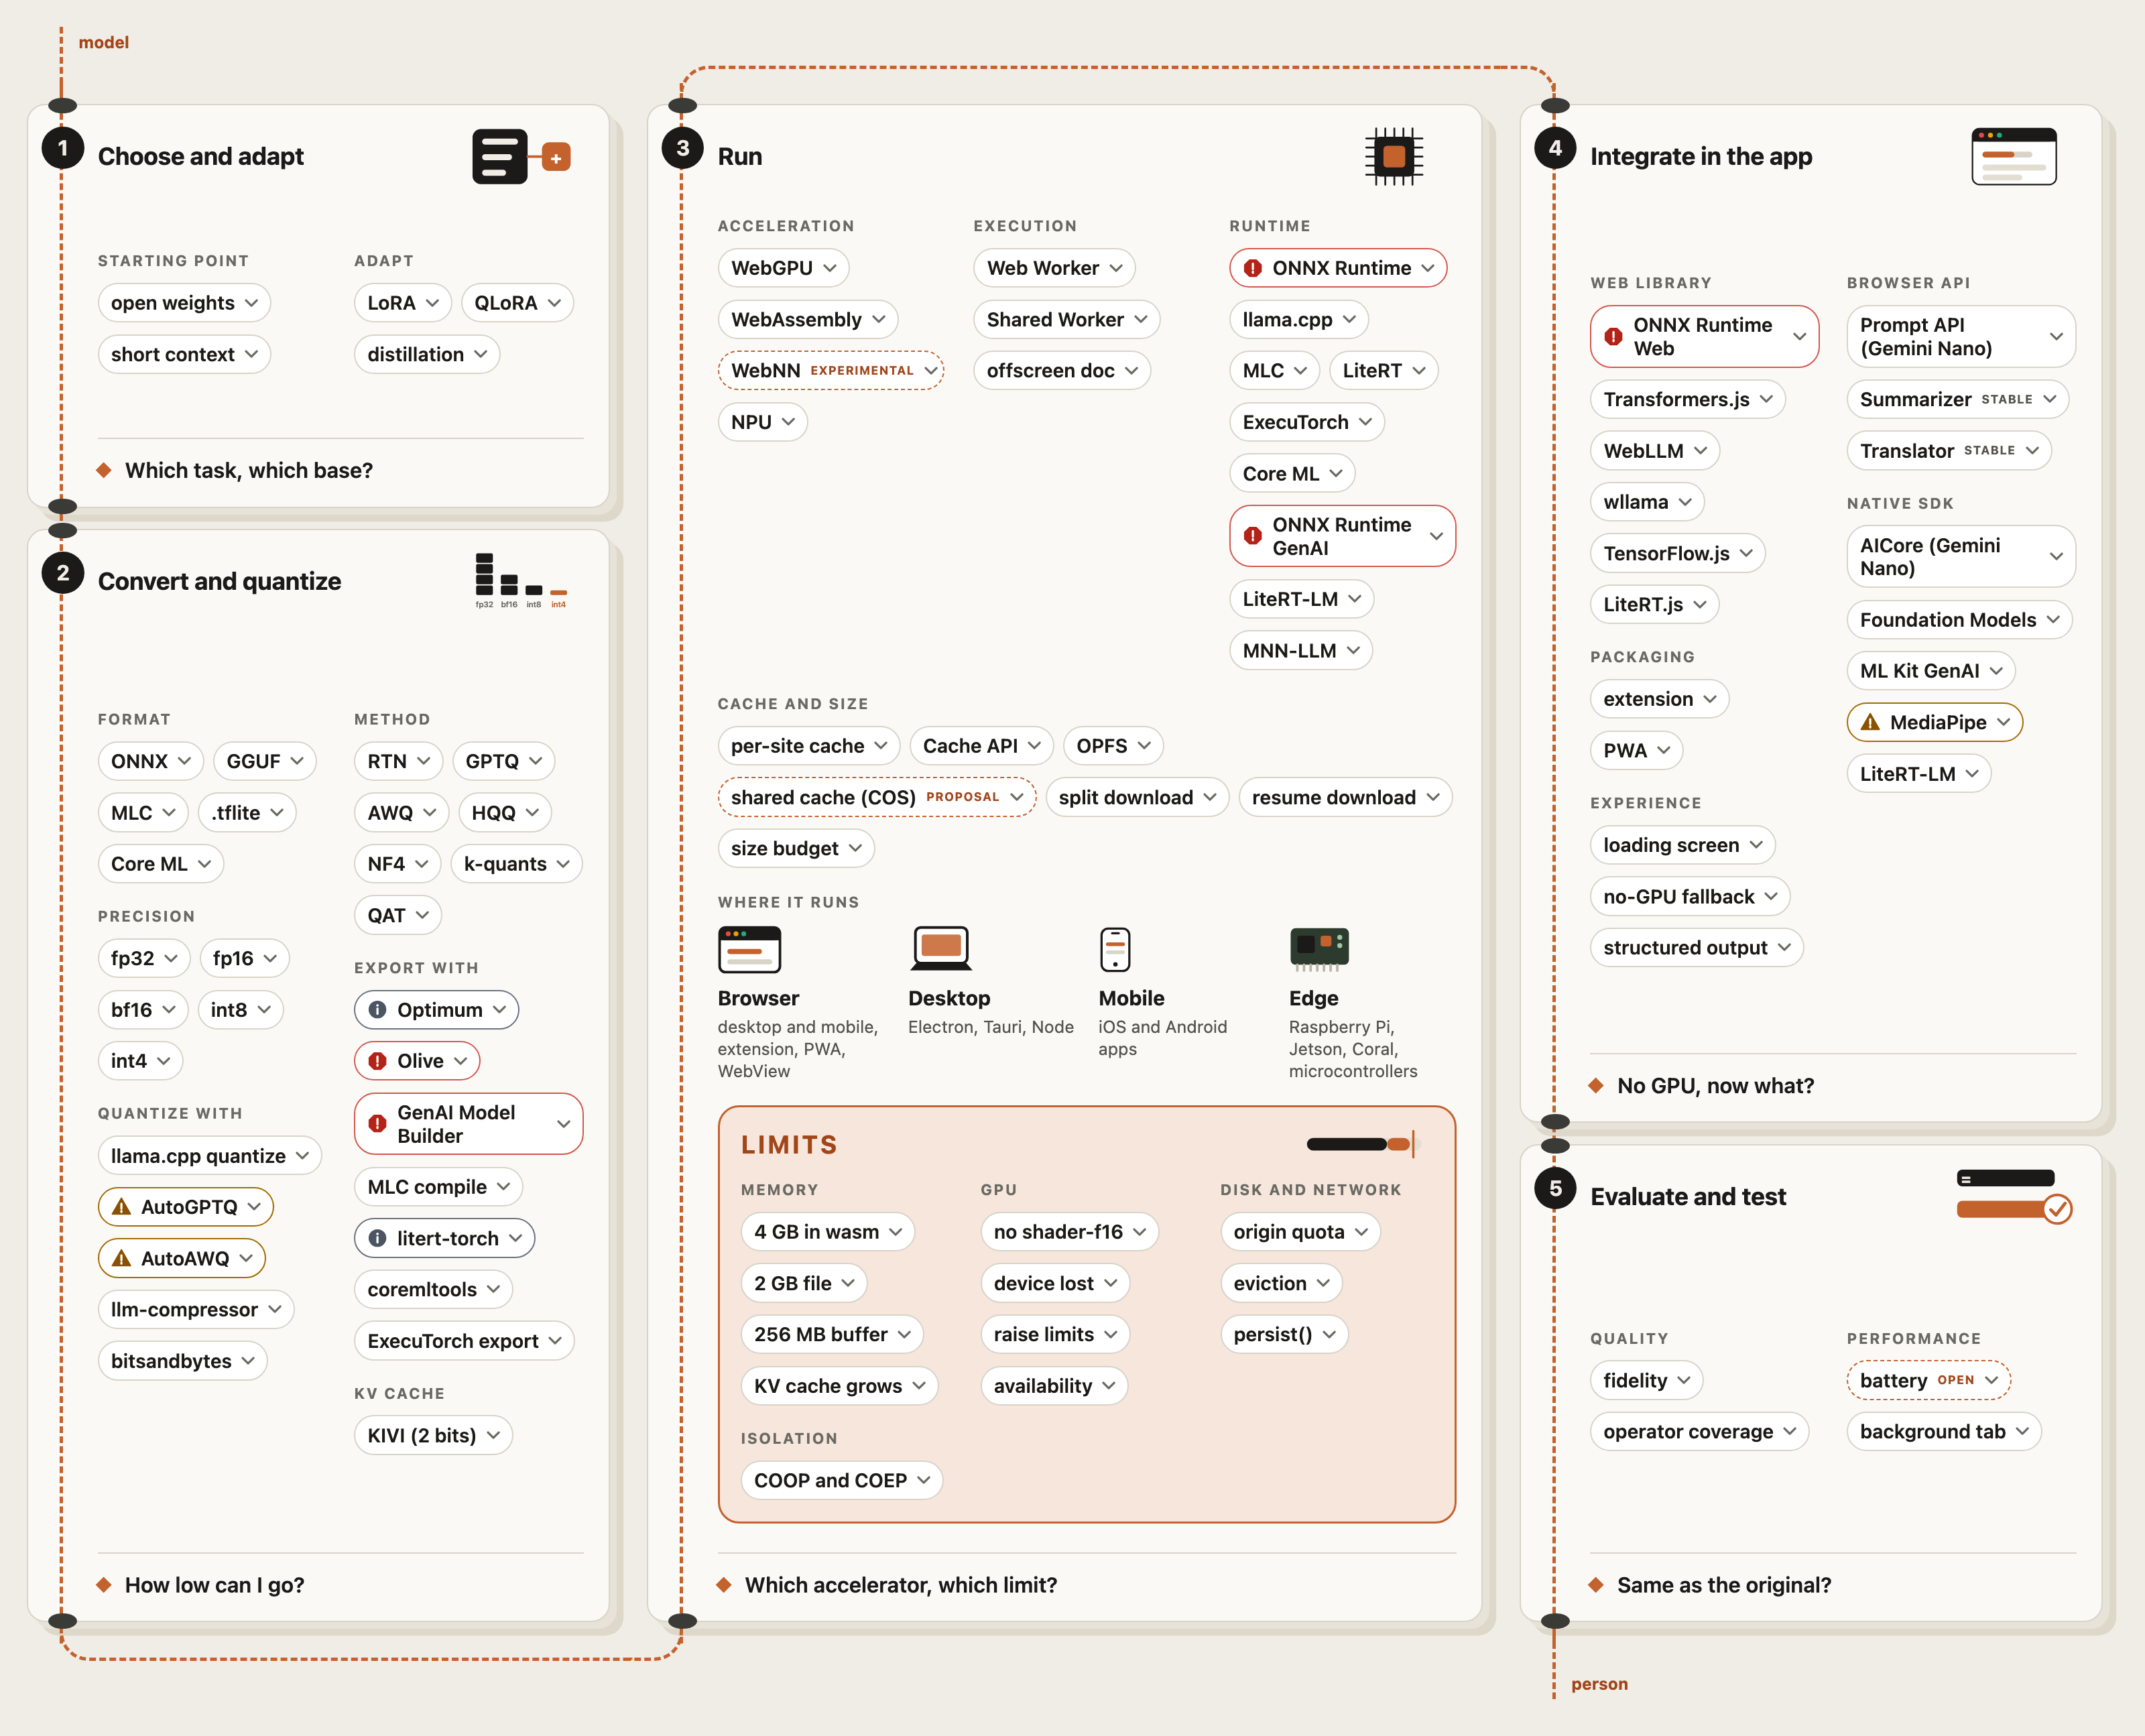 model
1
Choose and adapt
+
STARTING POINT
open weights
short context
ADAPT
LoRA
QLoRA
distillation
Which task, which base?
2
Convert and quantize
fp32 bf16 int8 int4
FORMAT
ONNX
GGUF
MLC
.tflite
Core ML
PRECISION
fp32
fp16
bf16
int8
int4
QUANTIZE WITH
llama.cpp quantize
AutoGPTQ
AutoAWQ
llm-compressor
bitsandbytes
METHOD
RTN
GPTQ
AWQ
HQQ
NF4
k-quants
QAT
EXPORT WITH
Optimum
Olive
GenAI Model
Builder
MLC compile
litert-torch
coremltools
ExecuTorch export
KV CACHE
KIVI (2 bits)
How low can I go?
3
Run
ACCELERATION
WebGPU
WebAssembly
WebNN EXPERIMENTAL
NPU
EXECUTION
Web Worker
Shared Worker
offscreen doc
RUNTIME
ONNX Runtime
llama.cpp
MLC
LiteRT
ExecuTorch
Core ML
ONNX Runtime
GenAI
LiteRT-LM
MNN-LLM
CACHE AND SIZE
per-site cache
Cache API
OPFS
shared cache (COS) PROPOSAL
split download
resume download
size budget
WHERE IT RUNS
Browser
desktop and mobile,
extension, PWA,
WebView
Desktop
Electron, Tauri, Node
Mobile
iOS and Android
apps
Edge
Raspberry Pi,
Jetson, Coral,
microcontrollers
LIMITS
MEMORY
4 GB in wasm
2 GB file
256 MB buffer
KV cache grows
GPU
no shader-f16
device lost
raise limits
availability
DISK AND NETWORK
origin quota
eviction
persist()
ISOLATION
COOP and COEP
Which accelerator, which limit?
4
Integrate in the app
WEB LIBRARY
ONNX Runtime
Web
Transformers.js
WebLLM
wllama
TensorFlow.js
LiteRT.js
PACKAGING
extension
PWA
EXPERIENCE
loading screen
no-GPU fallback
structured output
BROWSER API
Prompt API
(Gemini Nano)
Summarizer STABLE
Translator STABLE
NATIVE SDK
AICore (Gemini
Nano)
Foundation Models
ML Kit GenAI
MediaPipe
LiteRT-LM
No GPU, now what?
5
Evaluate and test
=
QUALITY
fidelity
operator coverage
PERFORMANCE
battery OPEN
background tab
Same as the original?
person